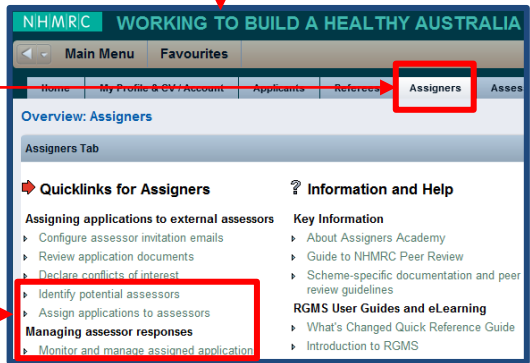 NHMRC WORKING TO BUILD A HEALTHY AUSTRALIA
Main Menu Favourites
Home My Profile & CV / Account Applicants Referees Assigners Asses
Overview: Assigners
Assigners Tab
Quicklinks for Assigners
Assigning applications to external assessors
Configure assessor invitation emails
Review application documents
Declare conflicts of interest
Identify potential assessors
Assign applications to assessors
Managing assessor responses
Monitor and manage assigned application
? Information and Help
Key Information
About Assigners Academy
Guide to NHMRC Peer Review
Scheme-specific documentation and peer
review guidelines
RGMS User Guides and eLearning
What's Changed Quick Reference Guide
Introduction to RGMS